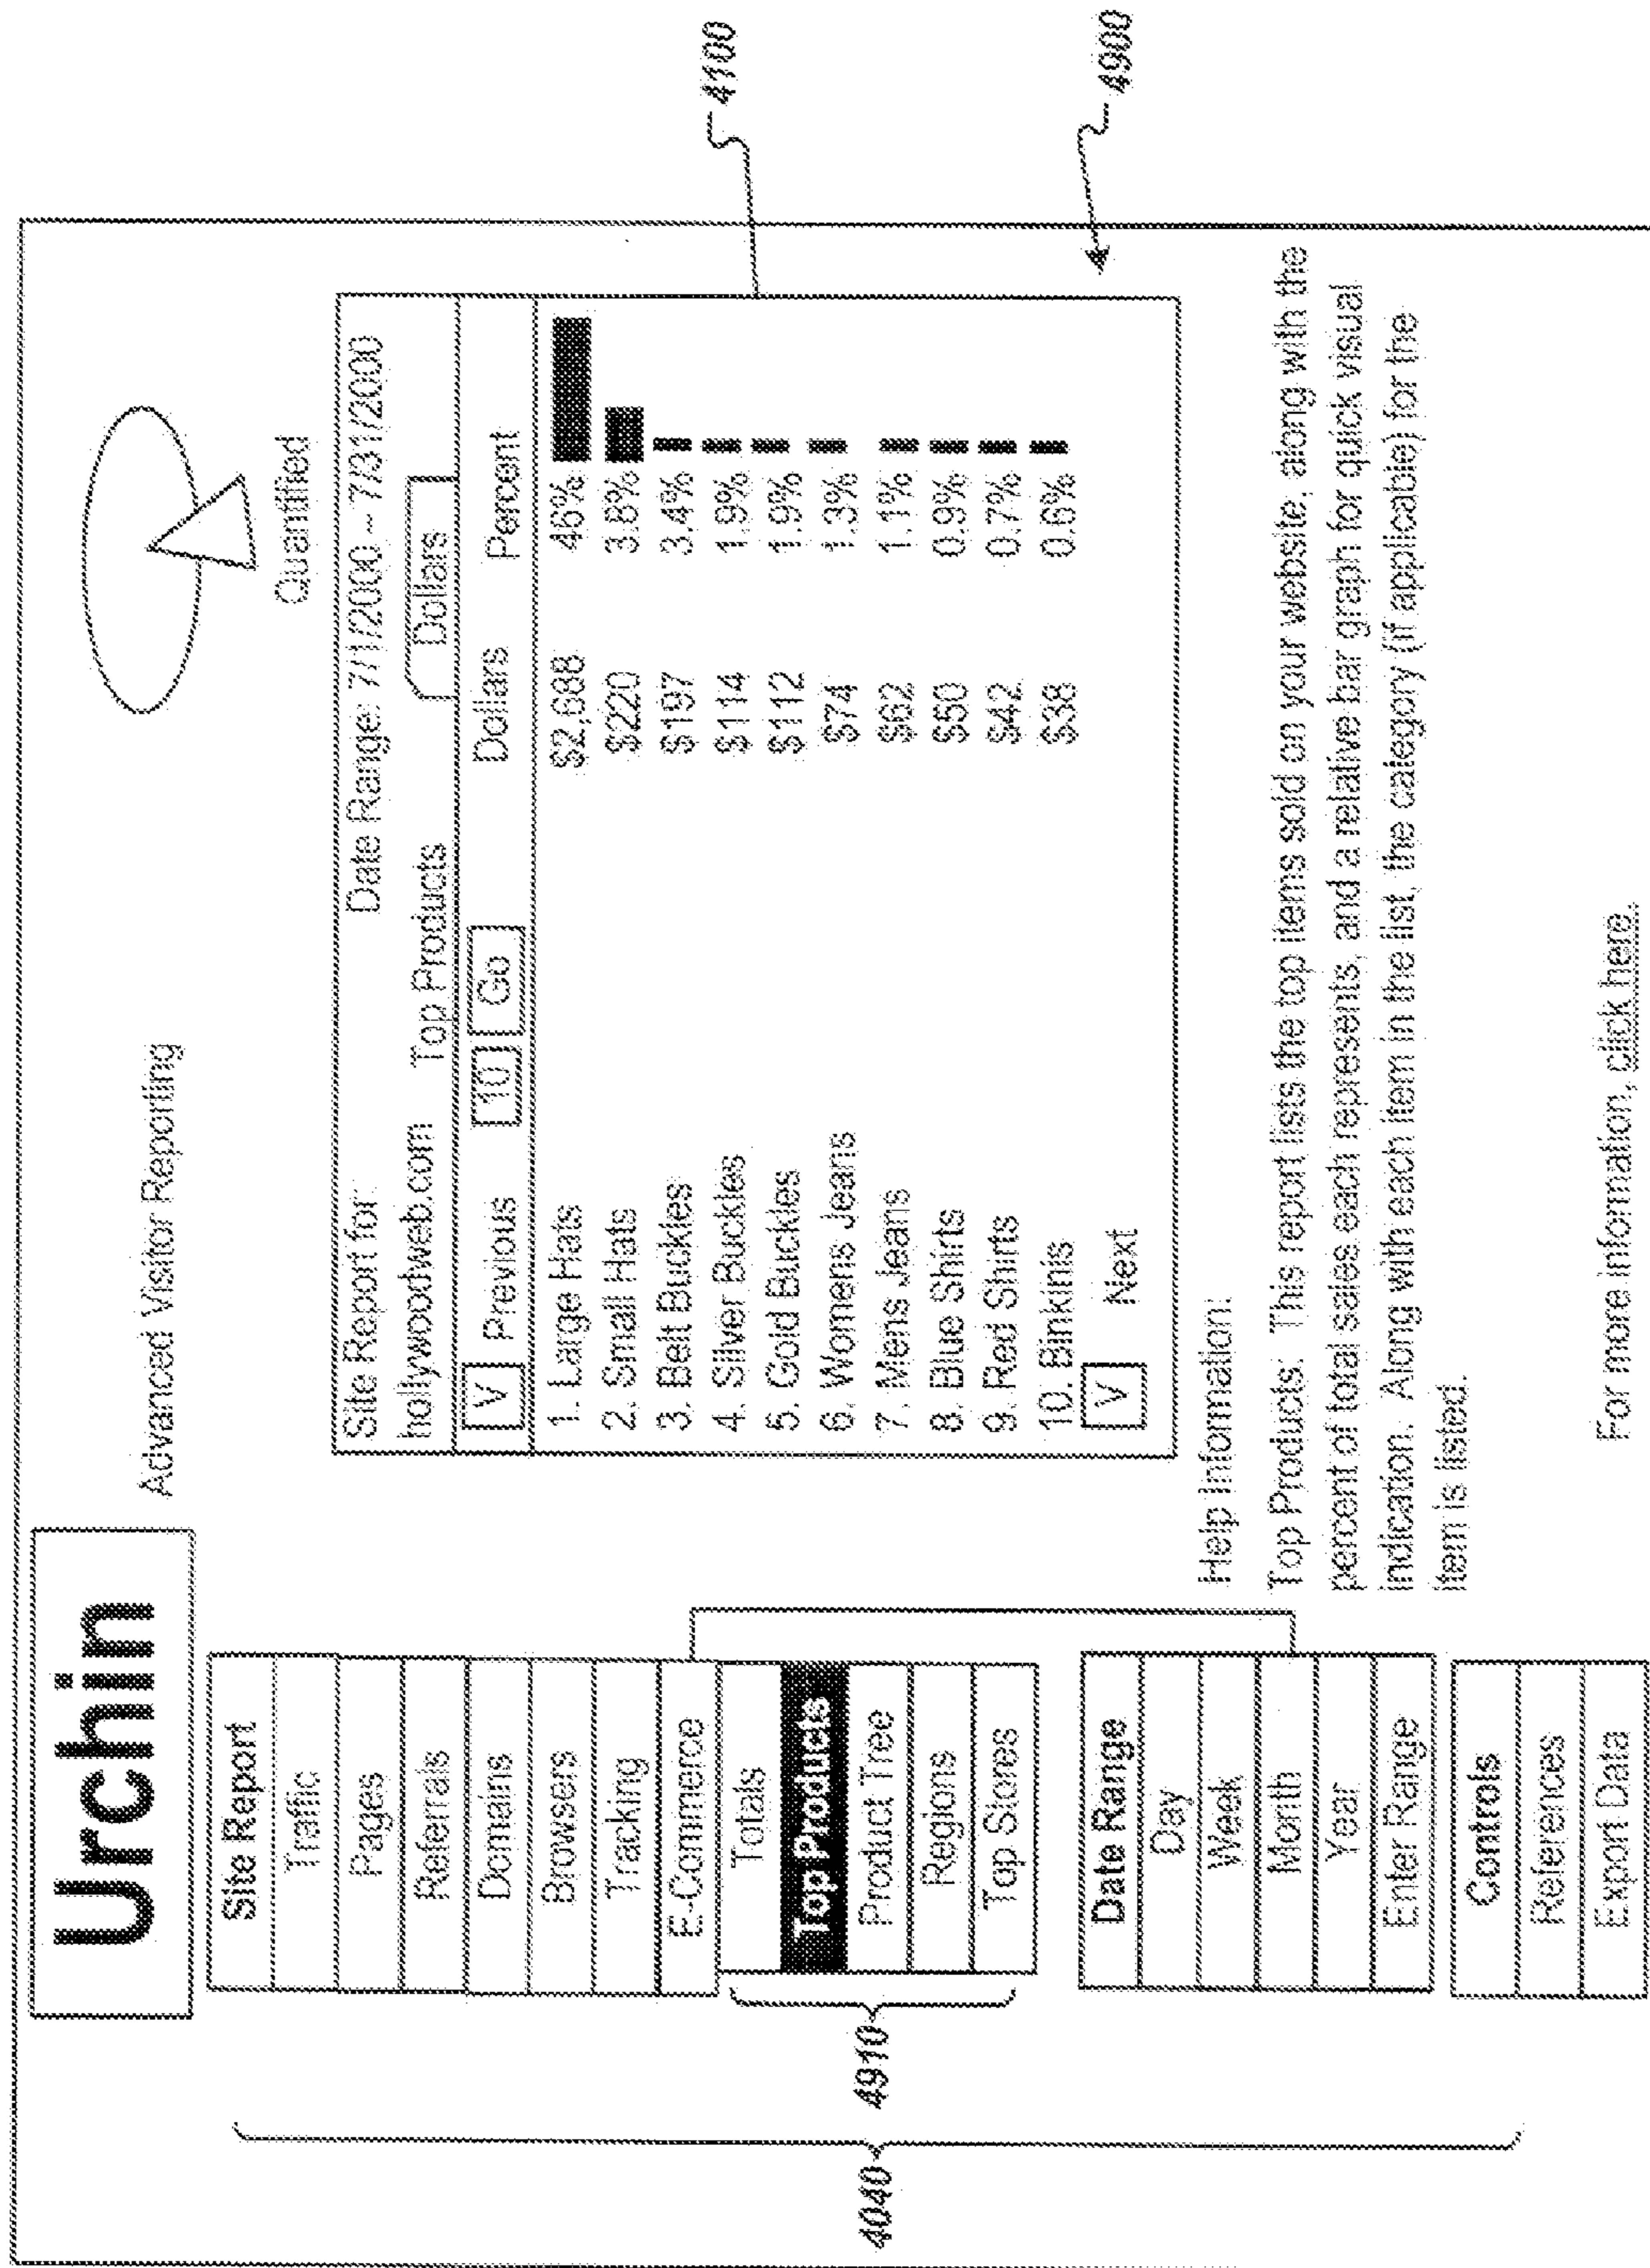 Urchin
Advanced Visitor Reporting
Quantified
Site Report
Traffic
Pages
Referrals
Domains
Browsers
Tracking
E-Commerce
Totals
Top Products
Product Tree
Regions
Top Stores
Date Range
Day
Week
Month
Year
Enter Range
Controls
References
Export Data
4040
4910
Site Report for: Date Range: 7/1/2000 - 7/31/2000
hollywoodweb.com Top Products Dollars
V Previous 10 Go Dollars Percent
1. Large Hats $2,688 46%
2. Small Hats $220 3.8%
3. Belt Buckles $197 3.4%
4. Silver Buckles $114 1.9%
5. Gold Buckles $112 1.9%
6. Womens Jeans $74 1.3%
7. Mens Jeans $62 1.1%
8. Blue Shirts $50 0.9%
9. Red Shirts $42 0.7%
10. Binkinis $38 0.6%
V Next
4100
4900
Help Information:
Top Products: This report lists the top items sold on your website, along with the
percent of total sales each represents, and a relative bar graph for quick visual
indication. Along with each item in the list, the category (if applicable) for the
item is listed.
For more information, click here.